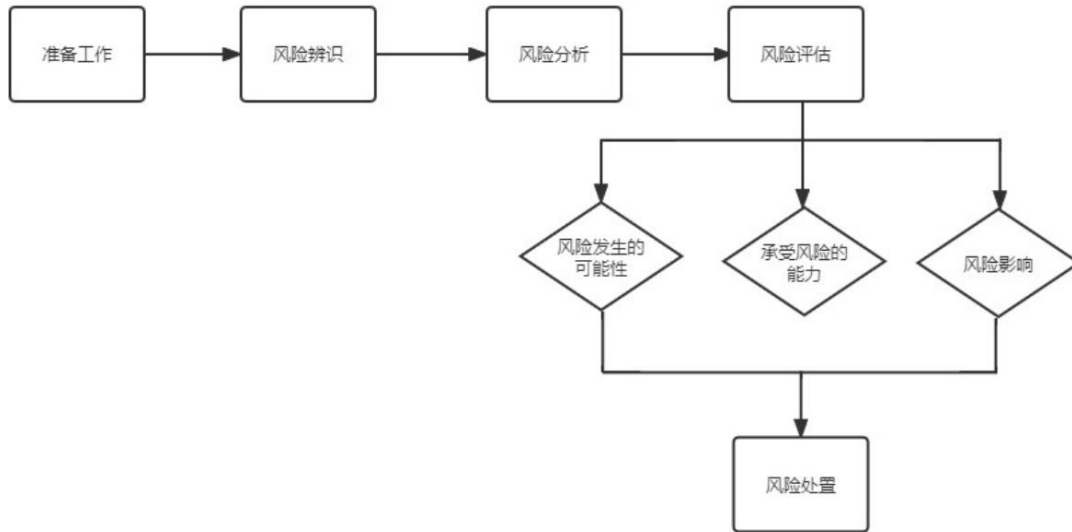 准备工作
风险辨识
风险分析
风险评估
风险发生的
可能性
承受风险的
能力
风险影响
风险处置